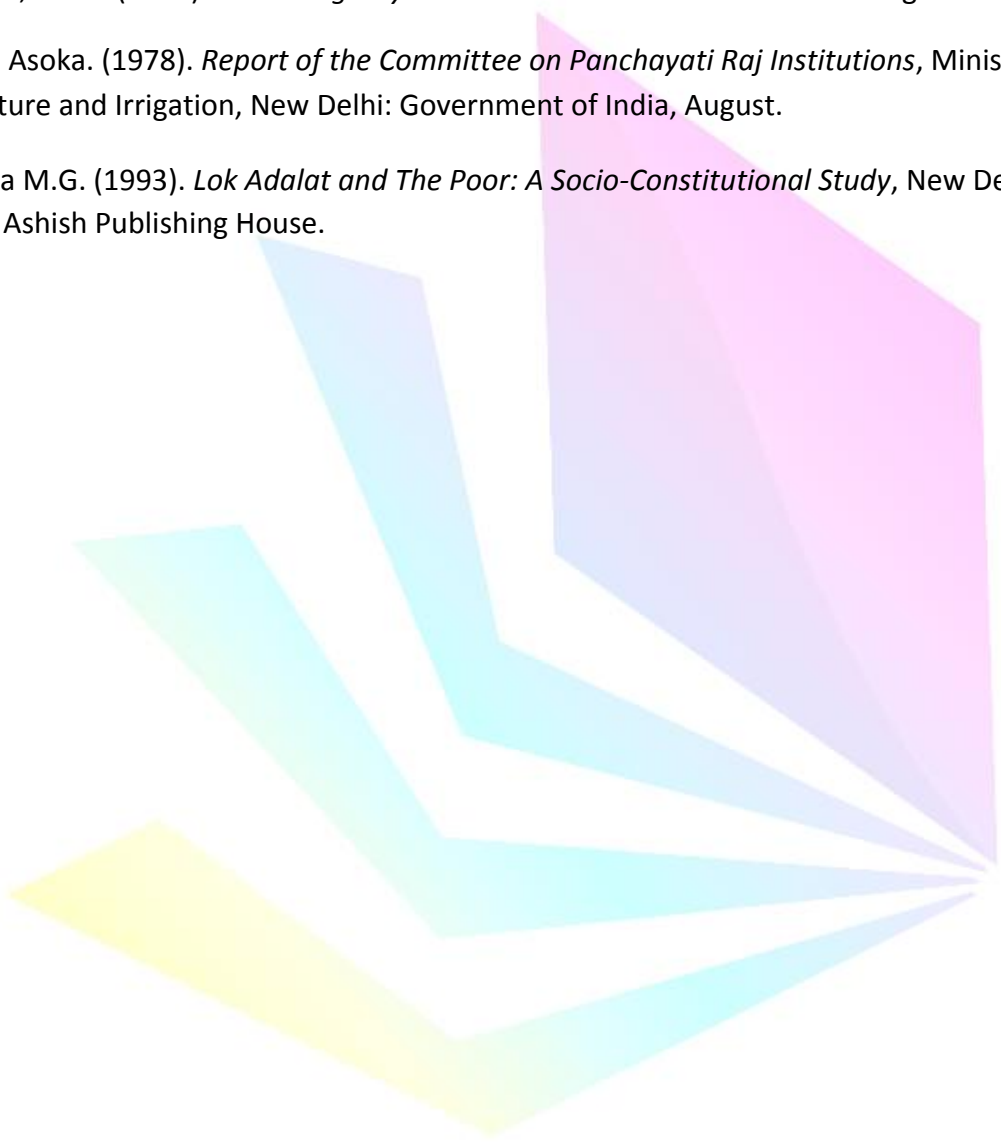 Asoka. (1978). Report of the Committee on Panchayati Raj Institutions, Minis
ture and Irrigation, New Delhi: Government of India, August.
a M.G. (1993). Lok Adalat and The Poor: A Socio-Constitutional Study, New De
Ashish Publishing House.